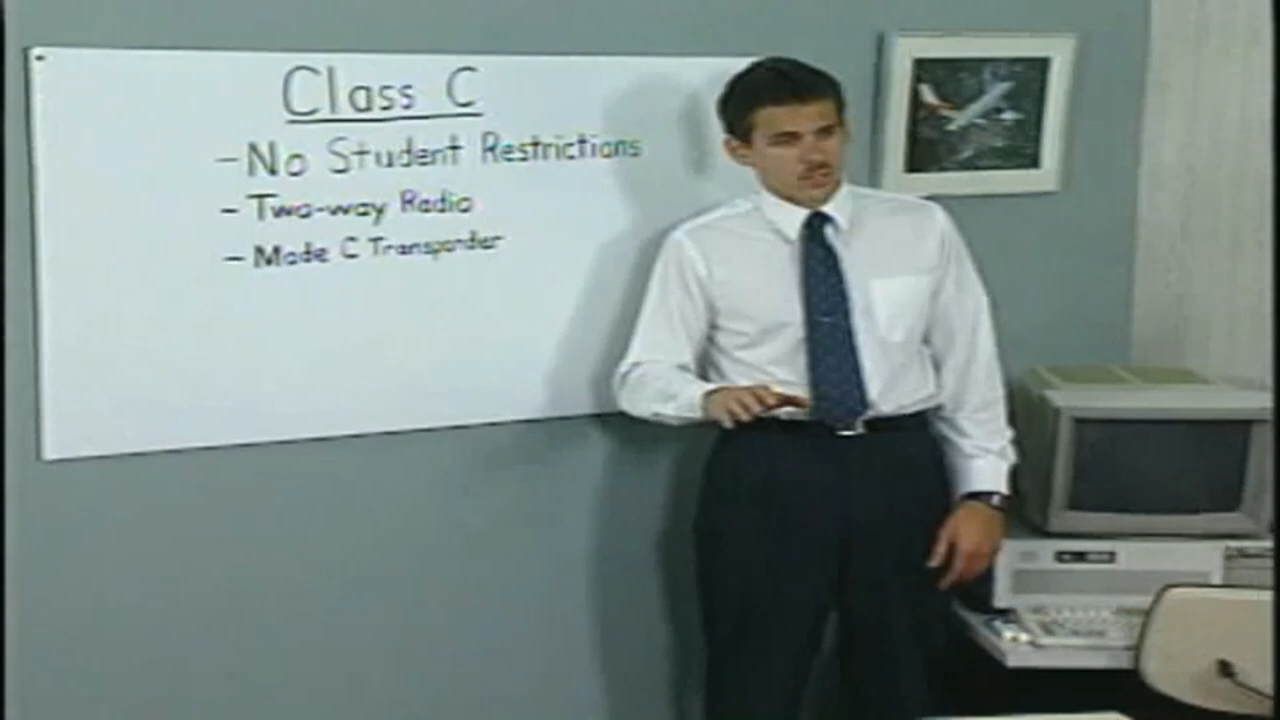 Class C
- No Student Restrictions
- Two-way Radio
- Mode C Transponder